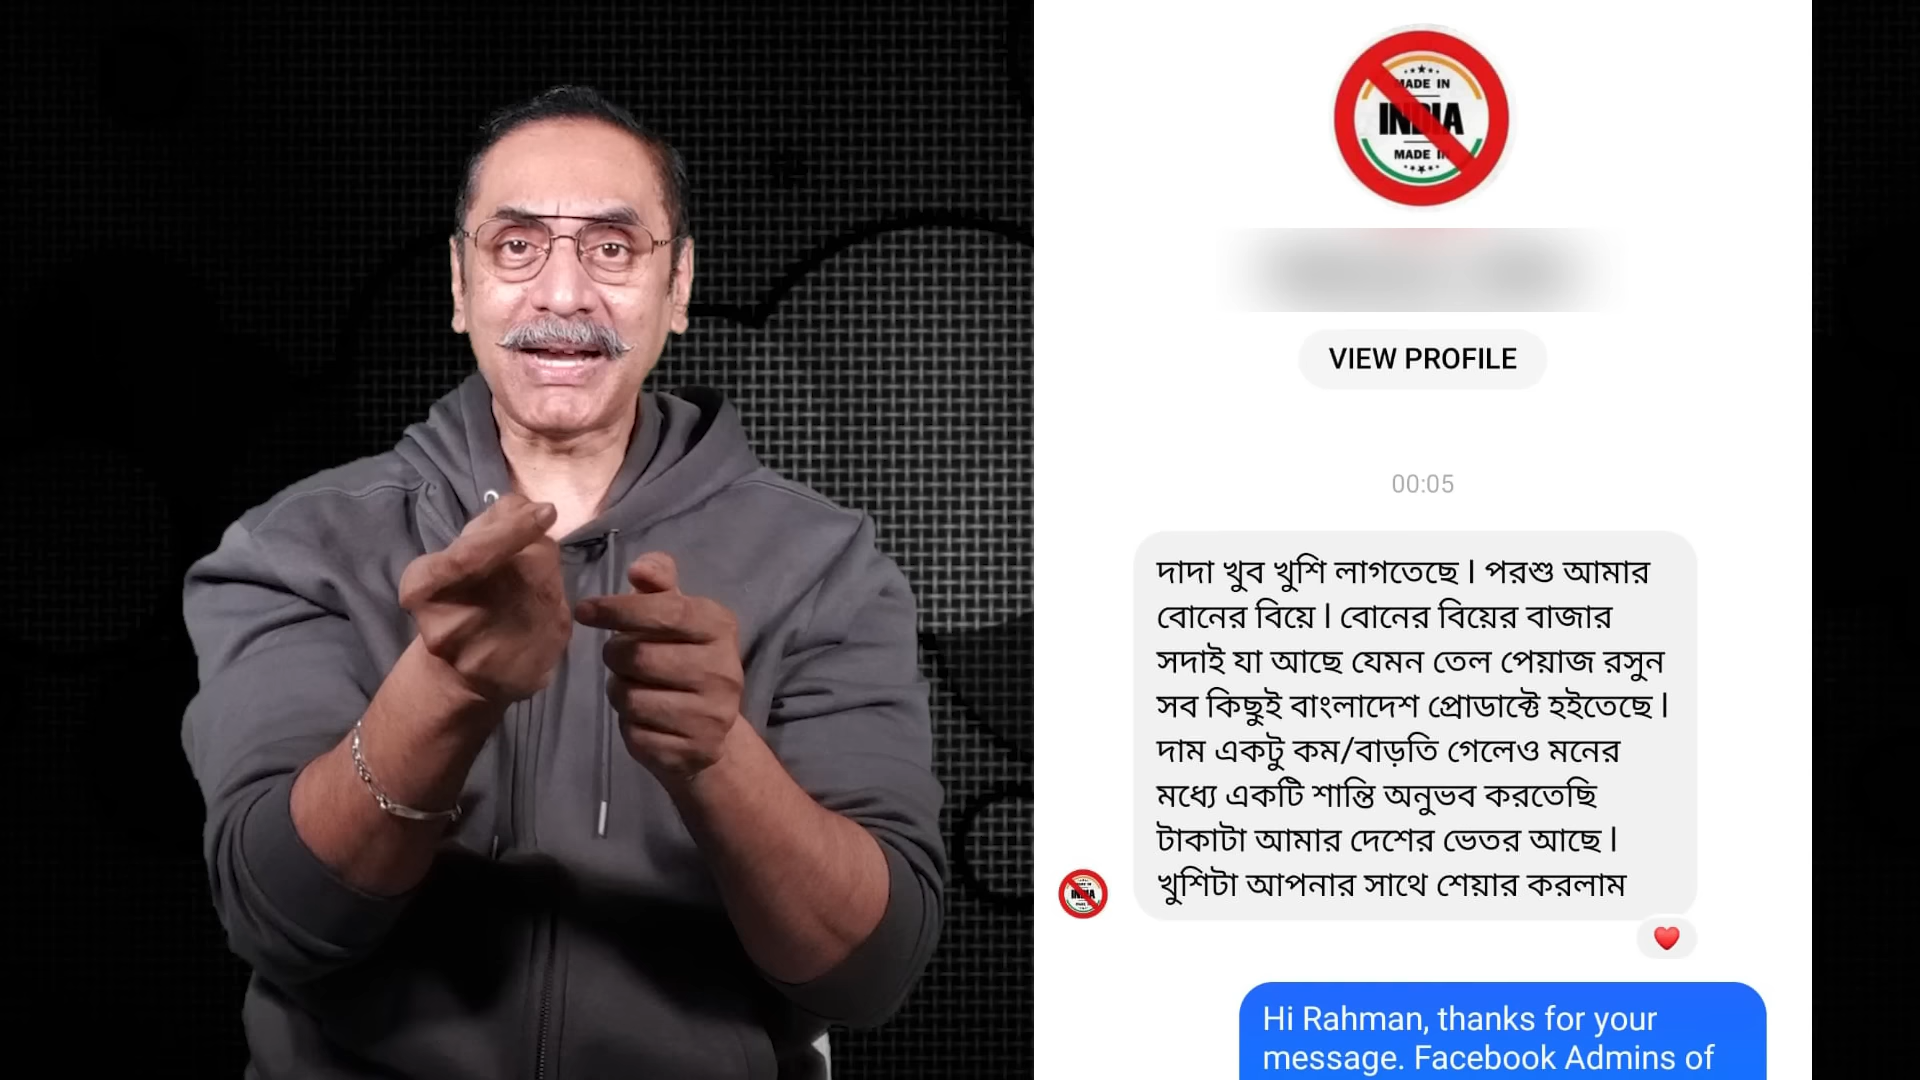 MADE IN
INDIA
MADE IN
VIEW PROFILE
00:05
দাদা খুব খুশি লাগতেছে। পরশু আমার
বোনের বিয়ে। বোনের বিয়ের বাজার
সদাই যা আছে যেমন তেল পেয়াজ রসুন
সব কিছুই বাংলাদেশ প্রোডাক্টে হইতেছে।
দাম একটু কম/বাড়তি গেলেও মনের
মধ্যে একটি শান্তি অনুভব করতেছি
টাকাটা আমার দেশের ভেতর আছে।
খুশিটা আপনার সাথে শেয়ার করলাম
Hi Rahman, thanks for your
message. Facebook Admins of